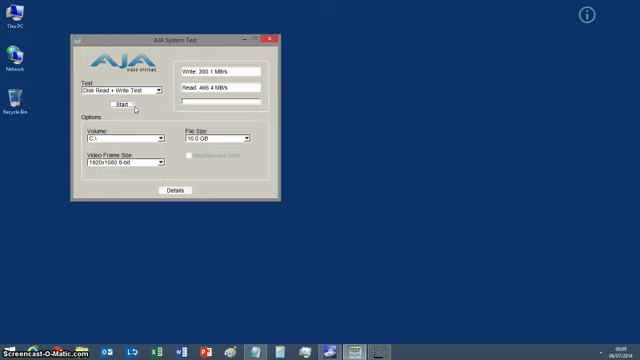 This PC
Network
Recycle Bin
AJA System Test
AJA
VIDEO SYSTEMS
Test:
Disk Read + Write Test
Start
Write: 300.1 MB/s
Read: 466.4 MB/s
Options:
Volume:
C:\
File Size:
16.0 GB
Video Frame Size:
1920x1080 8-bit
Details
00:09
06/07/2014
Screencast-O-Matic.com